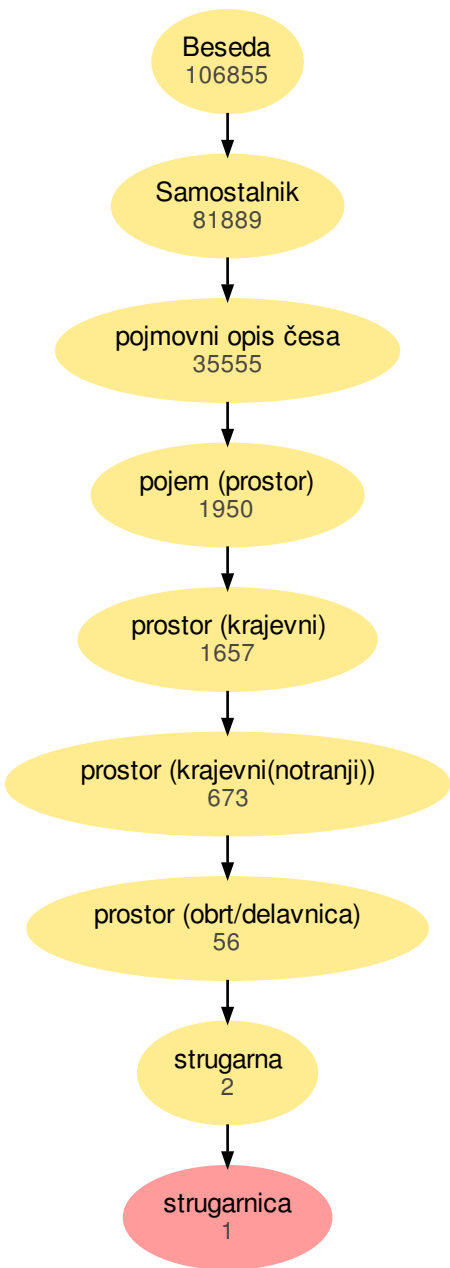 Beseda
106855
Samostalnik
81889
pojmovni opis česa
35555
pojem (prostor)
1950
prostor (krajevni)
1657
prostor (krajevni(notranji))
673
prostor (obrt/delavnica)
56
strugarna
2
strugarnica
1